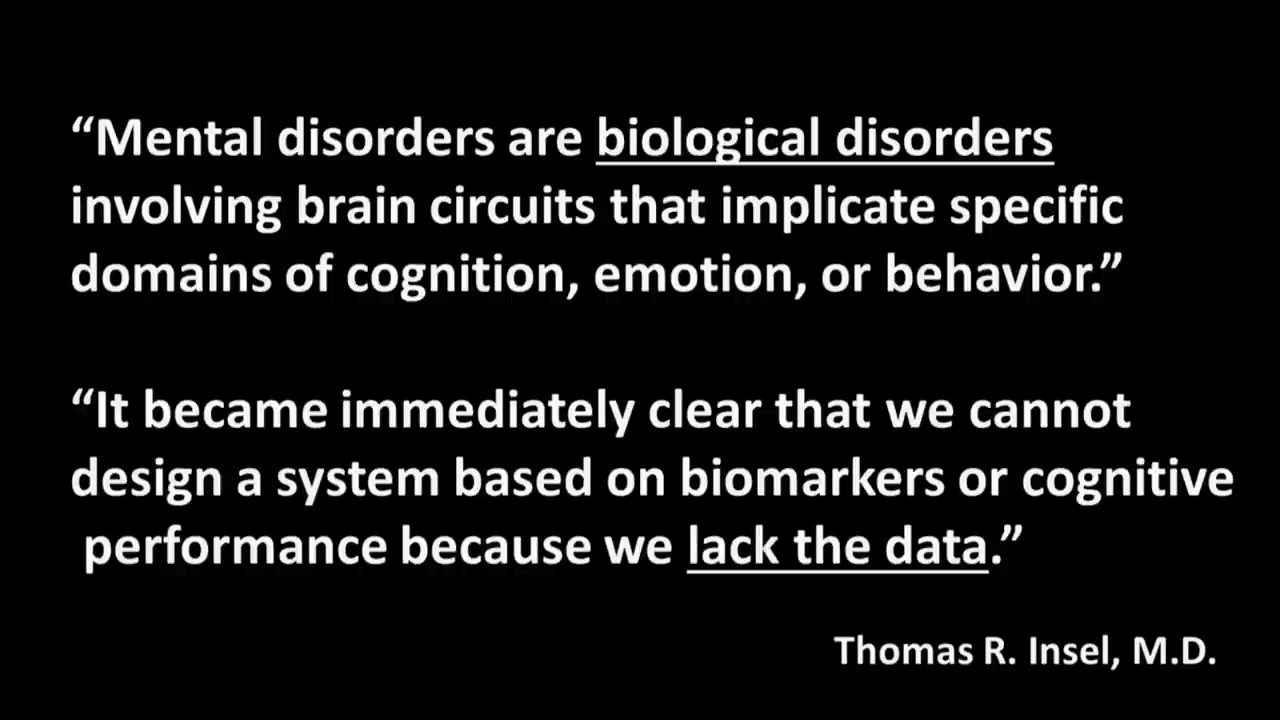 “Mental disorders are biological disorders
involving brain circuits that implicate specific
domains of cognition, emotion, or behavior.”
“It became immediately clear that we cannot
design a system based on biomarkers or cognitive
performance because we lack the data.”
Thomas R. Insel, M.D.